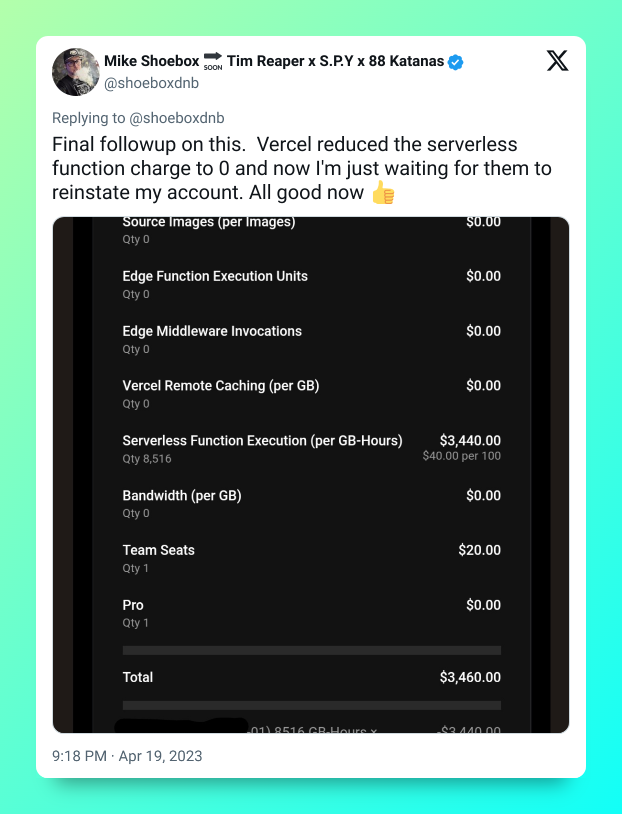 Mike Shoebox 🔜 Tim Reaper x S.P.Y x 88 Katanas
@shoeboxdnb
Replying to @shoeboxdnb
Final followup on this.  Vercel reduced the serverless
function charge to 0 and now I'm just waiting for them to
reinstate my account. All good now 👍
Source Images (per Images) $0.00
Qty 0
Edge Function Execution Units $0.00
Qty 0
Edge Middleware Invocations $0.00
Qty 0
Vercel Remote Caching (per GB) $0.00
Qty 0
Serverless Function Execution (per GB-Hours) $3,440.00
Qty 8,516 $40.00 per 100
Bandwidth (per GB) $0.00
Qty 0
Team Seats $20.00
Qty 1
Pro $0.00
Qty 1
Total $3,460.00
-01) 8516 GB-Hours x -$3,440.00
9:18 PM · Apr 19, 2023